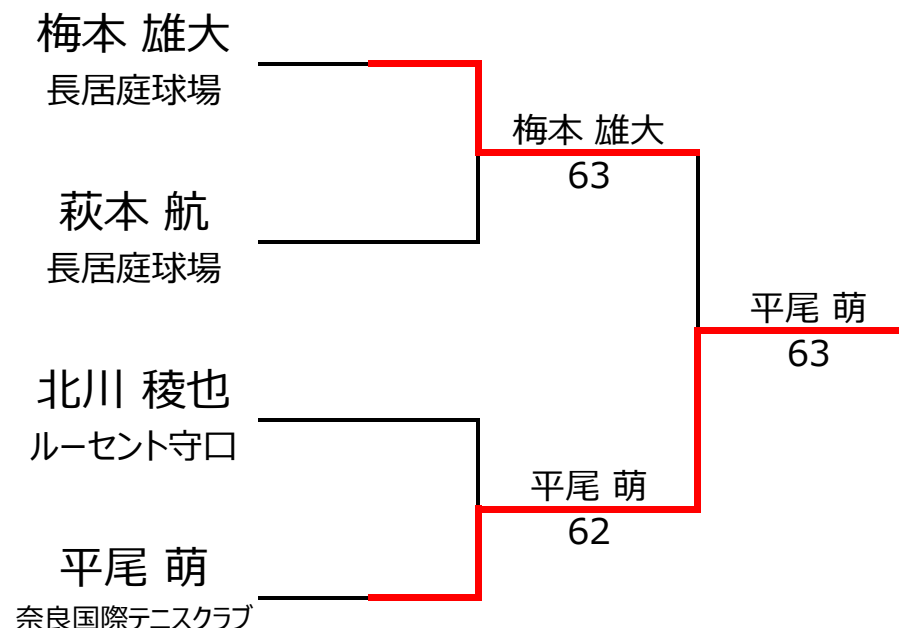 梅本 雄大
長居庭球場
梅本 雄大
63
萩本 航
長居庭球場
平尾 萌
63
北川 稜也
ルーセント守口
平尾 萌
62
平尾 萌
奈良国際テニスクラブ